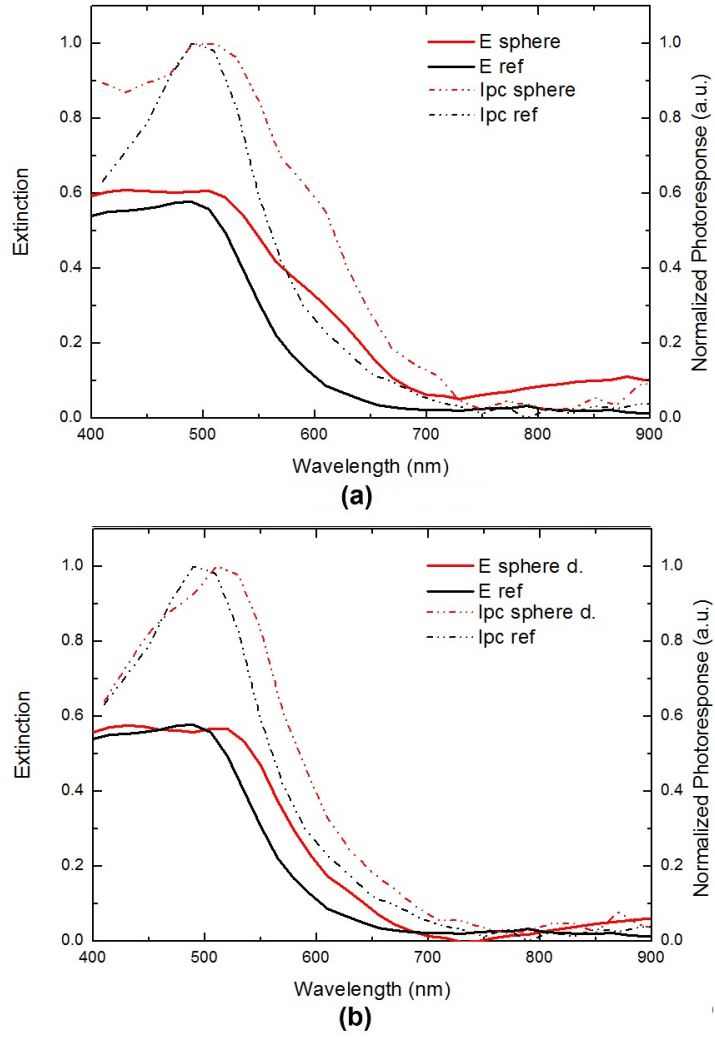 1.0
0.8
0.6
0.4
0.2
0.0
Extinction
E sphere
E ref
Ipc sphere
Ipc ref
1.0
0.8
0.6
0.4
0.2
0.0
Normalized Photoresponse (a.u.)
400 500 600 700 800 900
Wavelength (nm)
(a)
1.0
0.8
0.6
0.4
0.2
0.0
Extinction
E sphere d.
E ref
Ipc sphere d.
Ipc ref
1.0
0.8
0.6
0.4
0.2
0.0
Normalized Photoresponse (a.u.)
400 500 600 700 800 900
Wavelength (nm)
(b)